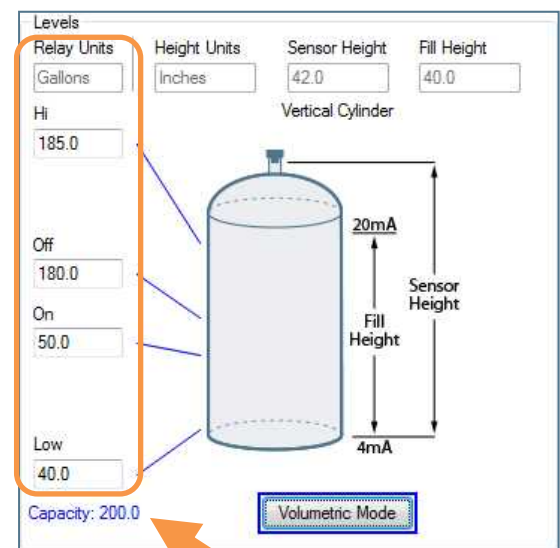 Levels
Relay Units Height Units Sensor Height Fill Height
Gallons Inches 42.0 40.0
Hi Vertical Cylinder
185.0
20mA
Off
180.0
Sensor
Height
On
Fill
Height
50.0
Low
4mA
40.0
Capacity: 200.0 Volumetric Mode